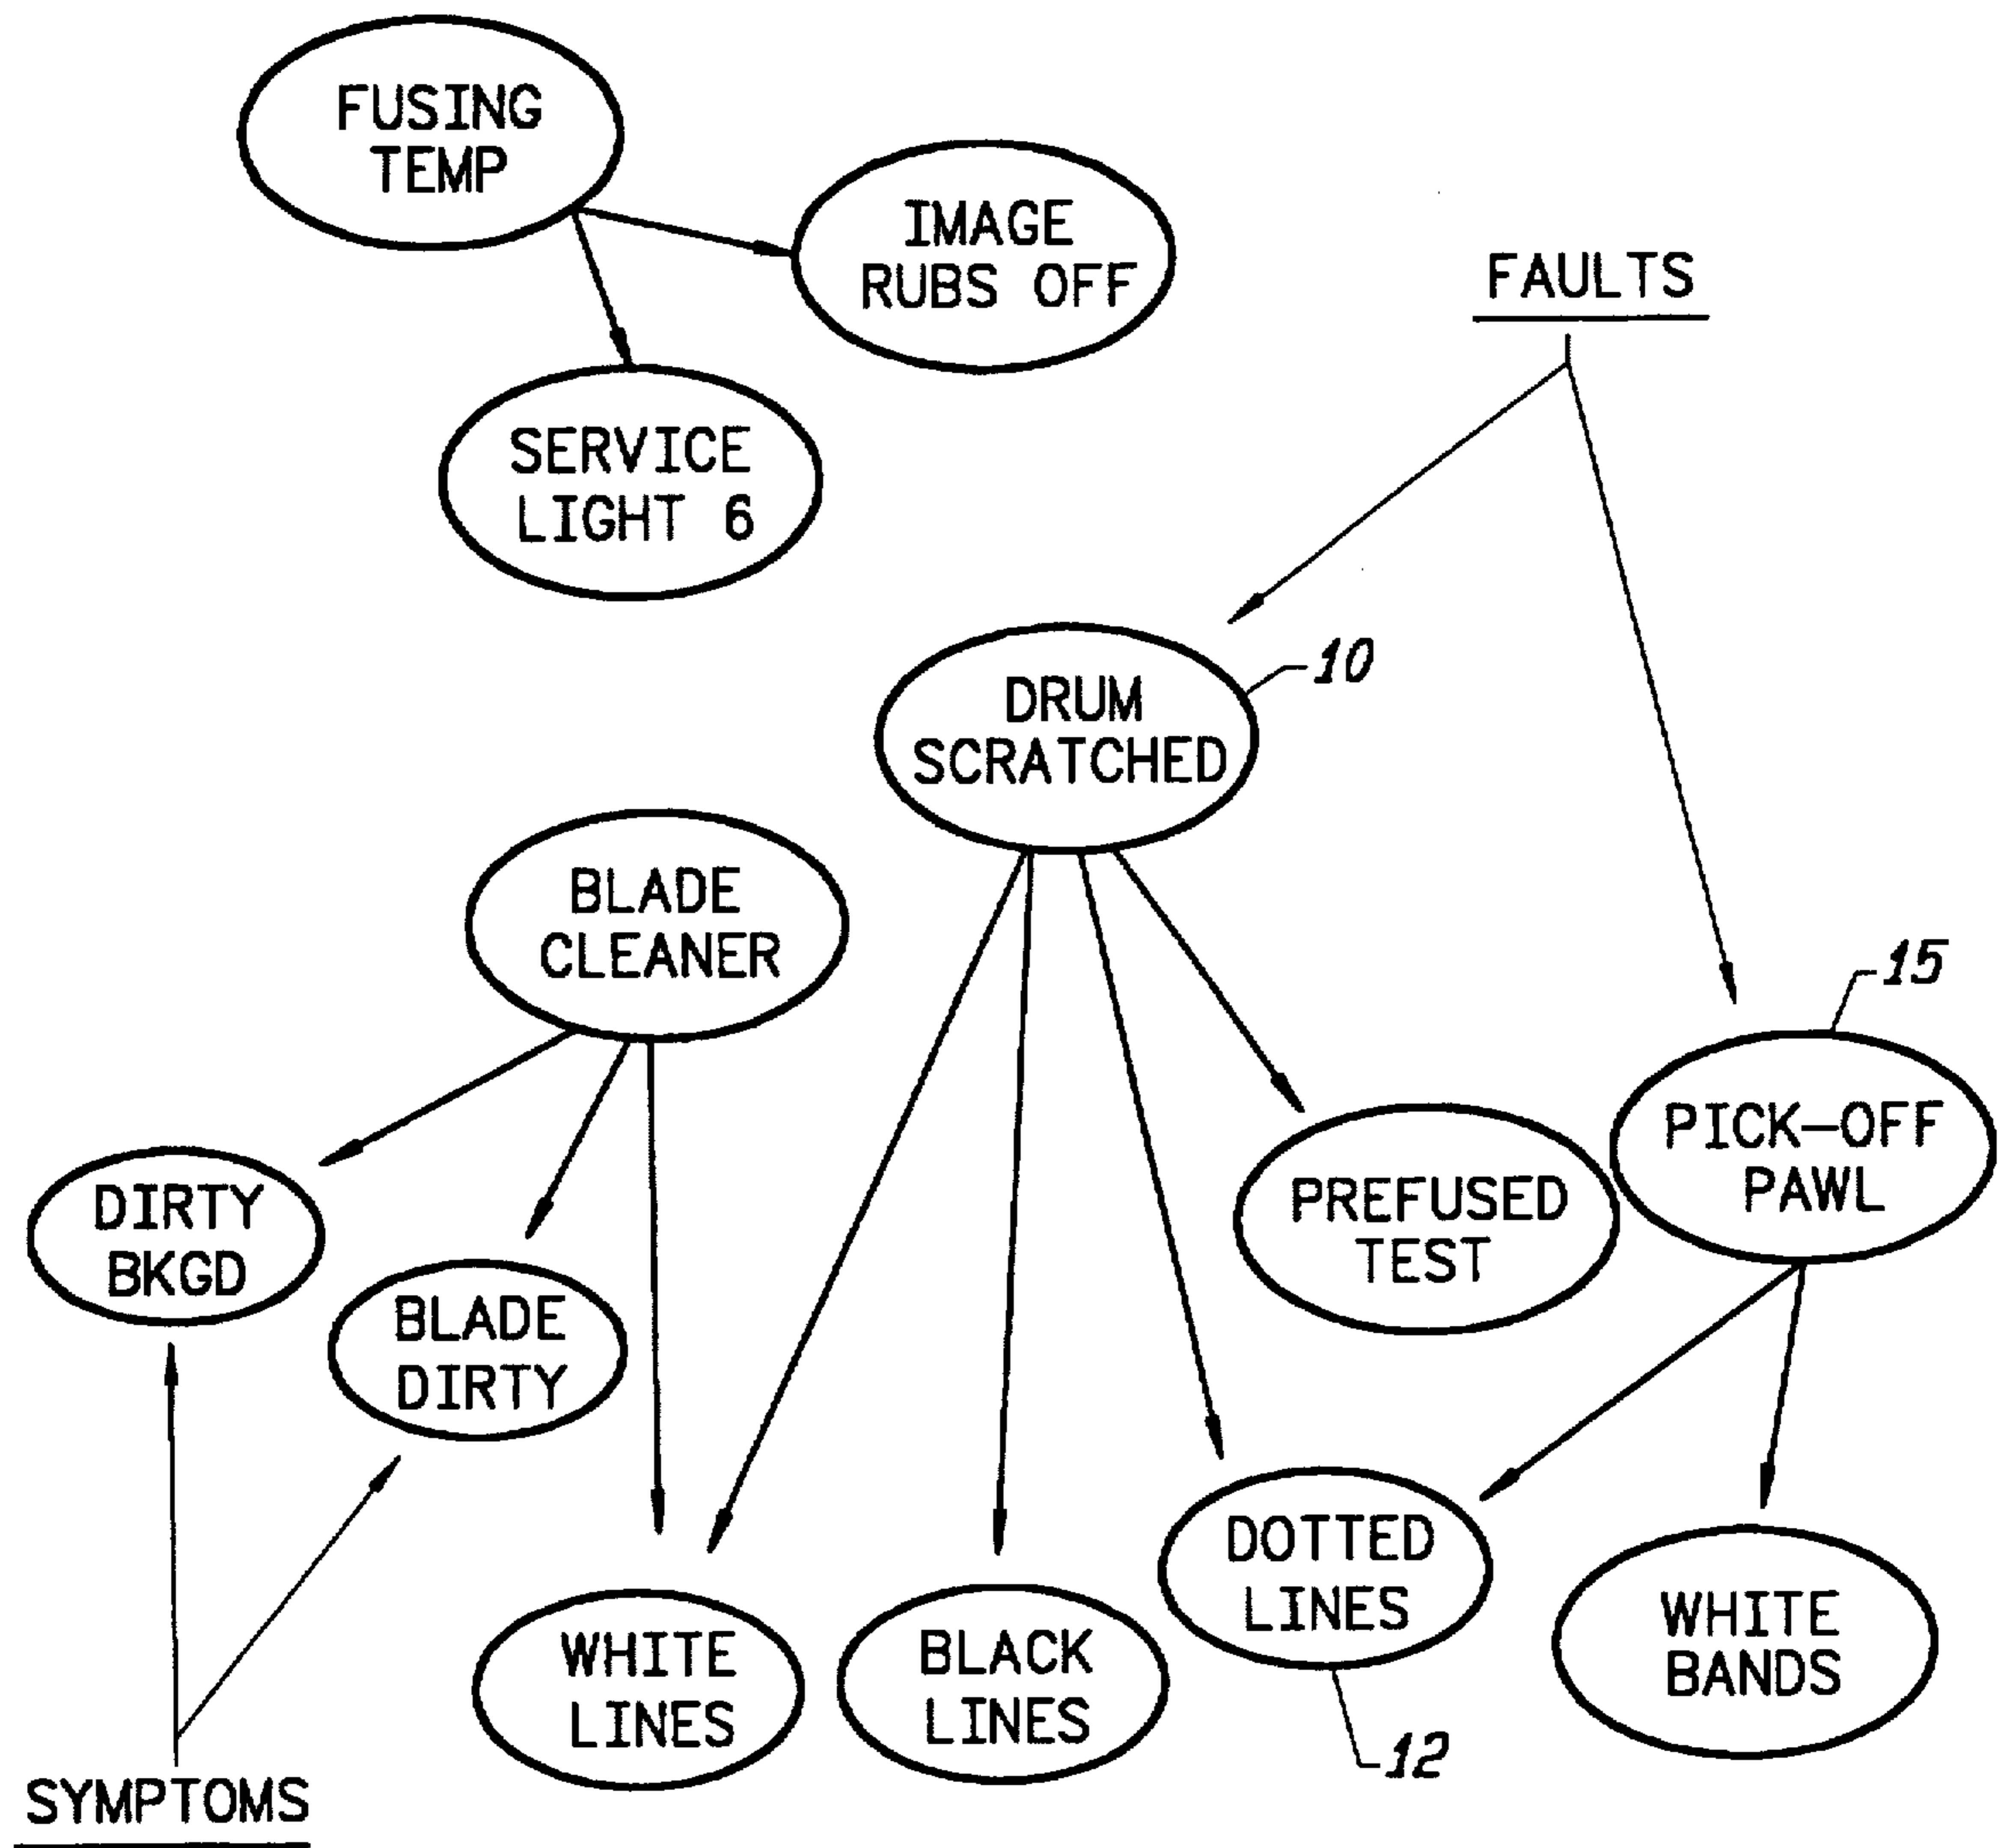 FUSING
TEMP
IMAGE
RUBS OFF
FAULTS
SERVICE
LIGHT 6
10
DRUM
SCRATCHED
BLADE
CLEANER
15
PICK-OFF
PAWL
PREFUSED
TEST
DIRTY
BKGD
BLADE
DIRTY
DOTTED
LINES
WHITE
BANDS
WHITE
LINES
BLACK
LINES
12
SYMPTOMS